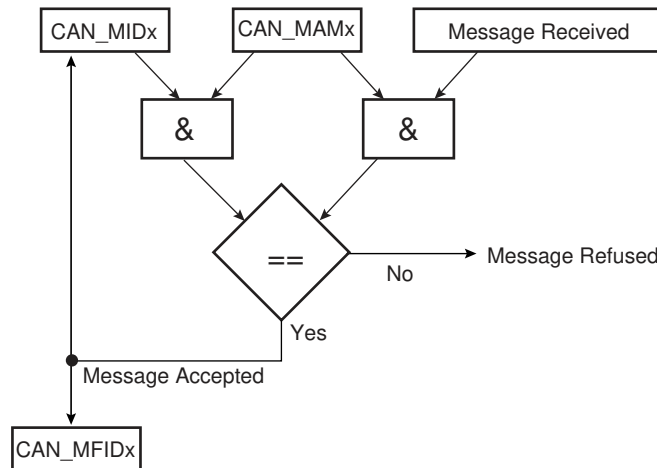 CAN_MIDx
CAN_MAMx
Message Received
&
&
==
No
Message Refused
Yes
Message Accepted
CAN_MFIDx